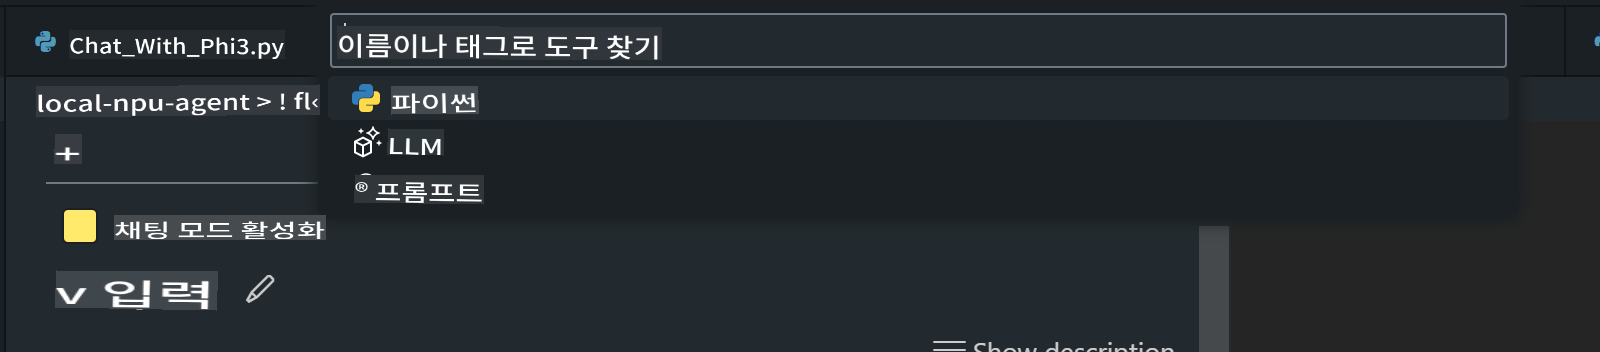 Chat_With_Phi3.py
이름이나 태그로 도구 찾기
local-npu-agent > ! fl
파이썬
+
LLM
® 프롬프트
채팅 모드 활성화
v 입력
Show description